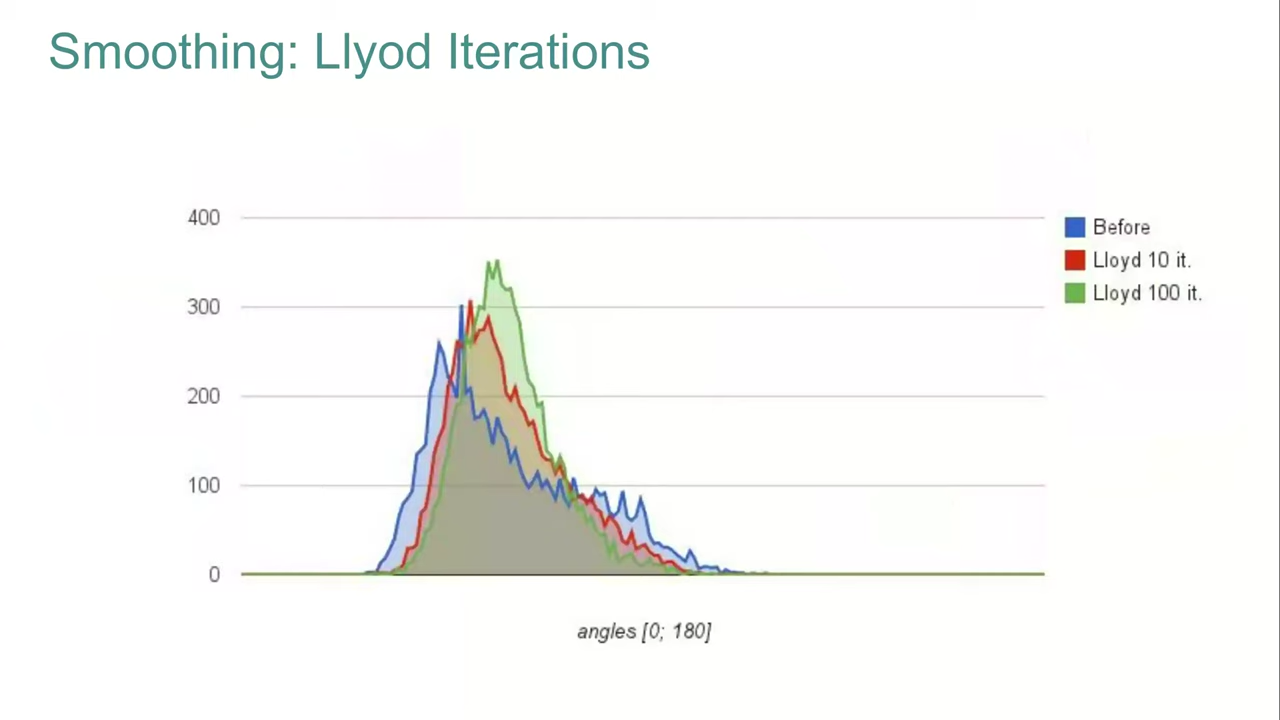 Smoothing: Llyod Iterations
400
300
200
100
0
Before
Lloyd 10 it.
Lloyd 100 it.
angles [0; 180]